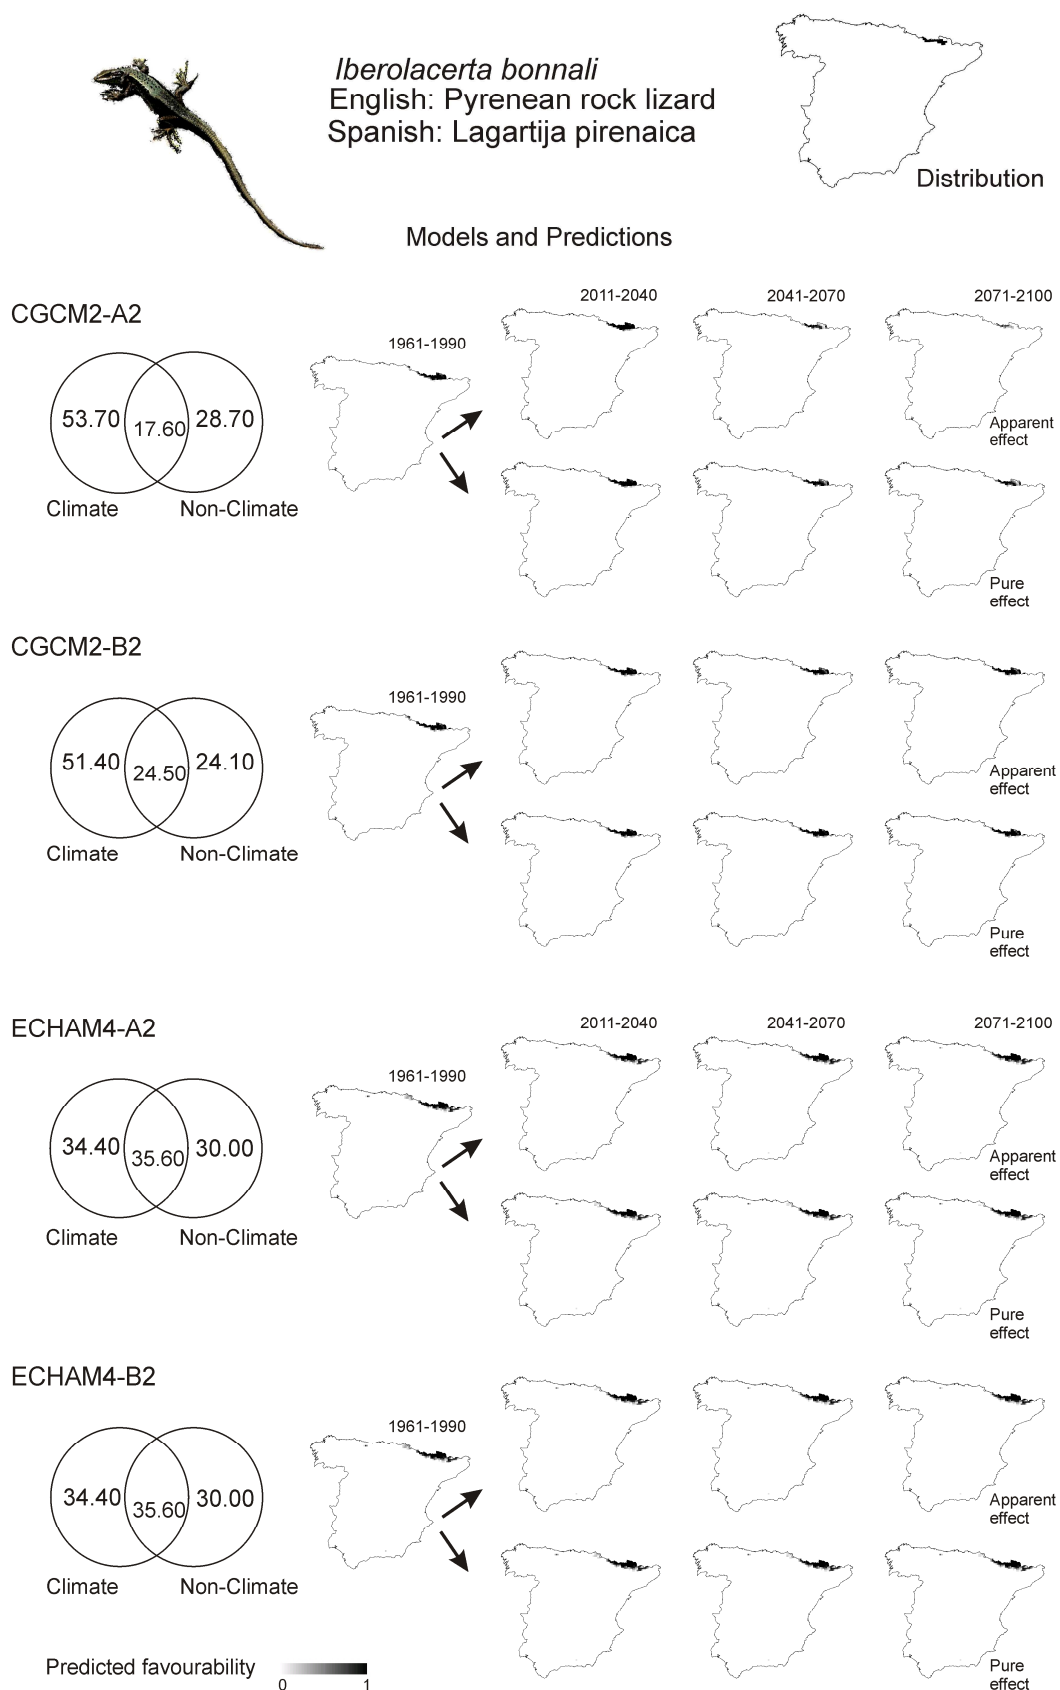 Iberolacerta bonnali
English: Pyrenean rock lizard
Spanish: Lagartija pirenaica
Distribution
Models and Predictions
CGCM2-A2
2011-2040
2041-2070
2071-2100
1961-1990
53.70
17.60
28.70
Climate
Non-Climate
Apparent
effect
Pure
effect
CGCM2-B2
1961-1990
51.40
24.50
24.10
Climate
Non-Climate
Apparent
effect
Pure
effect
ECHAM4-A2
2011-2040
2041-2070
2071-2100
1961-1990
34.40
35.60
30.00
Climate
Non-Climate
Apparent
effect
Pure
effect
ECHAM4-B2
1961-1990
34.40
35.60
30.00
Climate
Non-Climate
Apparent
effect
Pure
effect
Predicted favourability
0
1